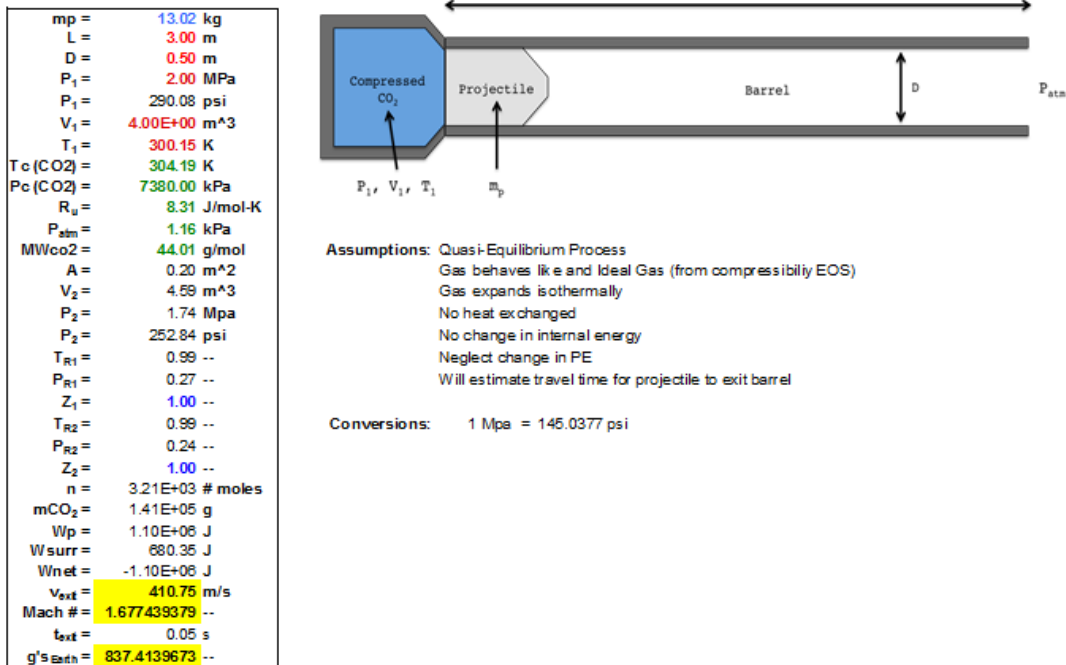 mp = 13.02 kg
L = 3.00 m
D = 0.50 m
P₁ = 2.00 MPa
P₁ = 290.08 psi
V₁ = 4.00E+00 m^3
T₁ = 300.15 K
Tc (CO2) = 304.19 K
Pc (CO2) = 7380.00 kPa
Rᵤ = 8.31 J/mol-K
Pₐₜₘ = 1.16 kPa
MWco2 = 44.01 g/mol
A = 0.20 m^2
V₂ = 4.59 m^3
P₂ = 1.74 Mpa
P₂ = 252.84 psi
T_R1 = 0.99 --
P_R1 = 0.27 --
Z₁ = 1.00 --
T_R2 = 0.99 --
P_R2 = 0.24 --
Z₂ = 1.00 --
n = 3.21E+03 # moles
mCO₂ = 1.41E+05 g
Wp = 1.10E+06 J
Wsurr = 680.35 J
Wnet = -1.10E+06 J
v_exit = 410.75 m/s
Mach # = 1.677439379 --
t_exit = 0.05 s
g's Earth = 837.4139673 --
Compressed
CO₂
Projectile
Barrel
D
Pₐₜₘ
P₁, V₁, T₁
mₚ
Assumptions: Quasi-Equilibrium Process
Gas behaves like and Ideal Gas (from compressibiliy EOS)
Gas expands isothermally
No heat exchanged
No change in internal energy
Neglect change in PE
Will estimate travel time for projectile to exit barrel
Conversions: 1 Mpa = 145.0377 psi